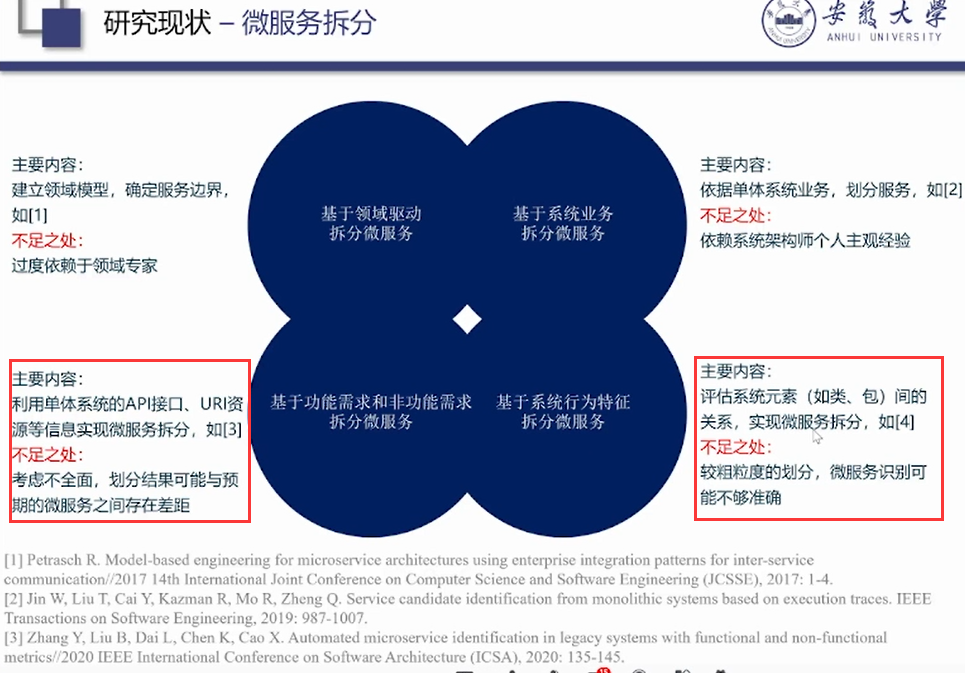 研究现状 – 微服务拆分
安徽大学
ANHUI UNIVERSITY
主要内容：
建立领域模型，确定服务边界，
如[1]
不足之处：
过度依赖于领域专家
基于领域驱动
拆分微服务
基于系统业务
拆分微服务
主要内容：
依据单体系统业务，划分服务，如[2]
不足之处：
依赖系统架构师个人主观经验
主要内容：
利用单体系统的API接口、URI资
源等信息实现微服务拆分，如[3]
不足之处：
考虑不全面，划分结果可能与预
期的微服务之间存在差距
基于功能需求和非功能需求
拆分微服务
基于系统行为特征
拆分微服务
主要内容：
评估系统元素（如类、包）间的
关系，实现微服务拆分，如[4]
不足之处：
较粗粒度的划分，微服务识别可
能不够准确
[1] Petrasch R. Model-based engineering for microservice architectures using enterprise integration patterns for inter-service
communication//2017 14th International Joint Conference on Computer Science and Software Engineering (JCSSE), 2017: 1-4.
[2] Jin W, Liu T, Cai Y, Kazman R, Mo R, Zheng Q. Service candidate identification from monolithic systems based on execution traces. IEEE
Transactions on Software Engineering, 2019: 987-1007.
[3] Zhang Y, Liu B, Dai L, Chen K, Cao X. Automated microservice identification in legacy systems with functional and non-functional
metrics//2020 IEEE International Conference on Software Architecture (ICSA), 2020: 135-145.